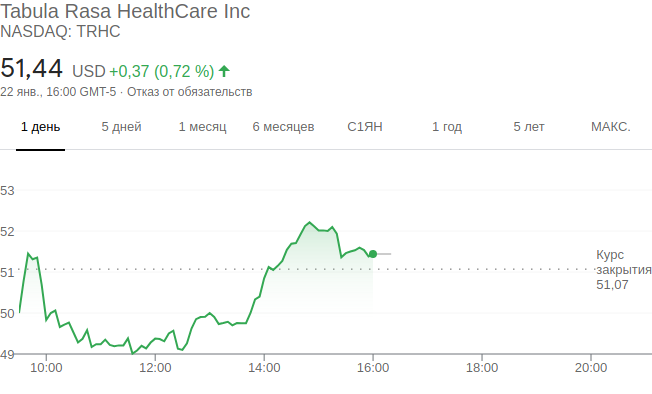 Tabula Rasa HealthCare Inc
NASDAQ: TRHC
51,44 USD +0,37 (0,72 %)
22 янв., 16:00 GMT-5 · Отказ от обязательств
1 день 5 дней 1 месяц 6 месяцев С1ЯН 1 год 5 лет МАКС.
53
52
51
50
49
Курс
закрытия
51,07
10:00 12:00 14:00 16:00 18:00 20:00